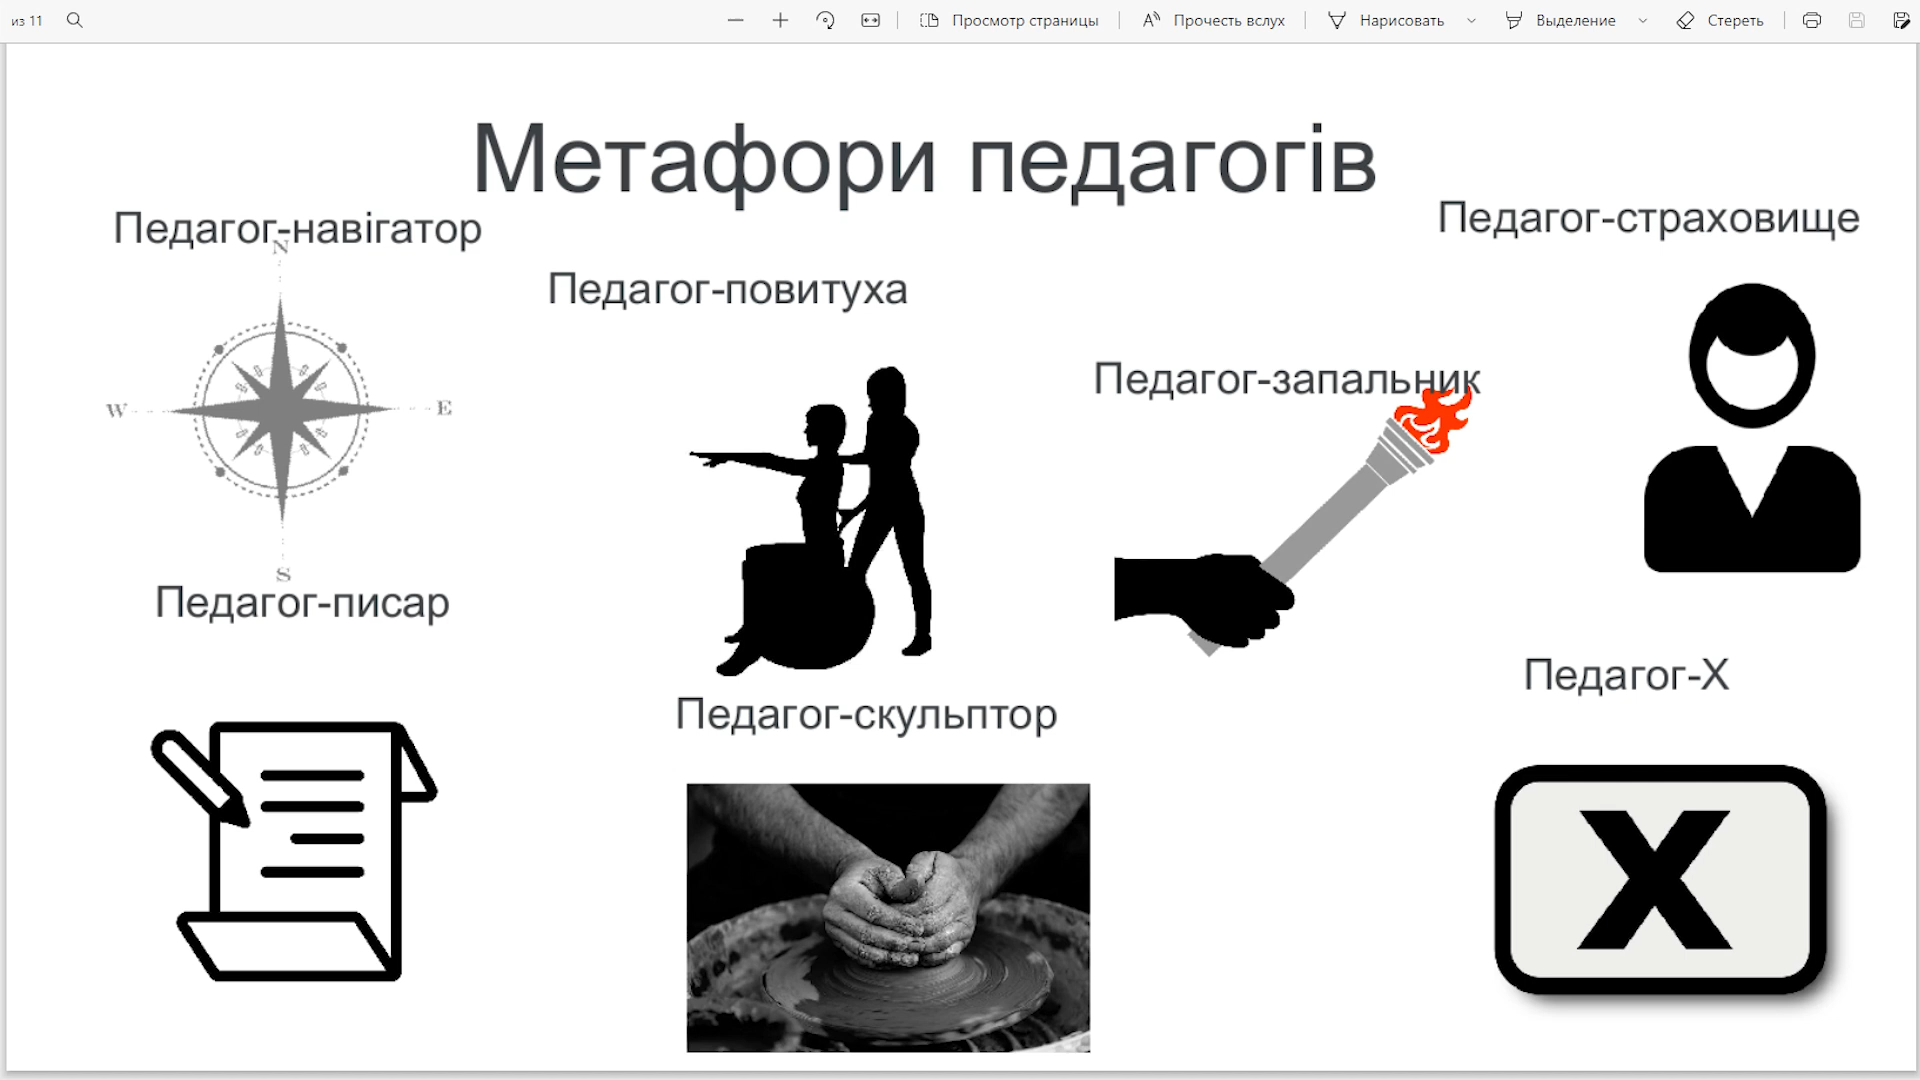 из 11
Просмотр страницы
Прочесть вслух
Нарисовать
Выделение
Стереть
Метафори педагогів
Педагог-навігатор
Педагог-страховище
Педагог-повитуха
Педагог-запальник
N
W
E
S
Педагог-писар
Педагог-Х
Педагог-скульптор
X